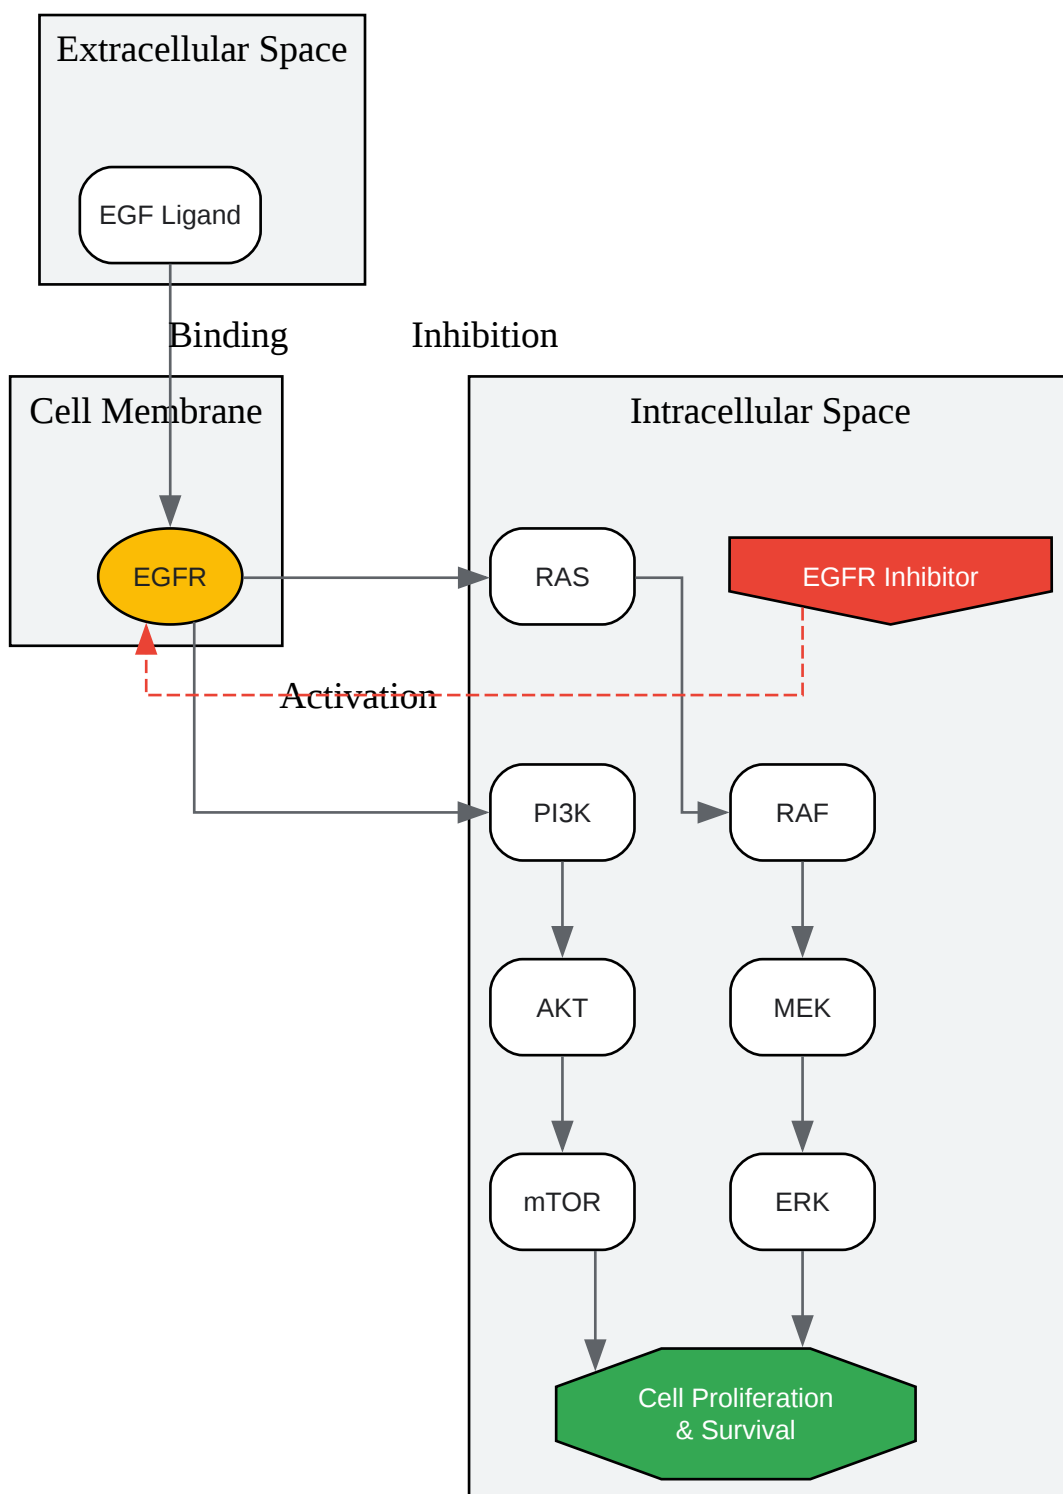 Extracellular Space
EGF Ligand
Binding
Inhibition
Cell Membrane
Intracellular Space
EGFR
RAS
EGFR Inhibitor
Activation
PI3K
RAF
AKT
MEK
mTOR
ERK
Cell Proliferation
& Survival